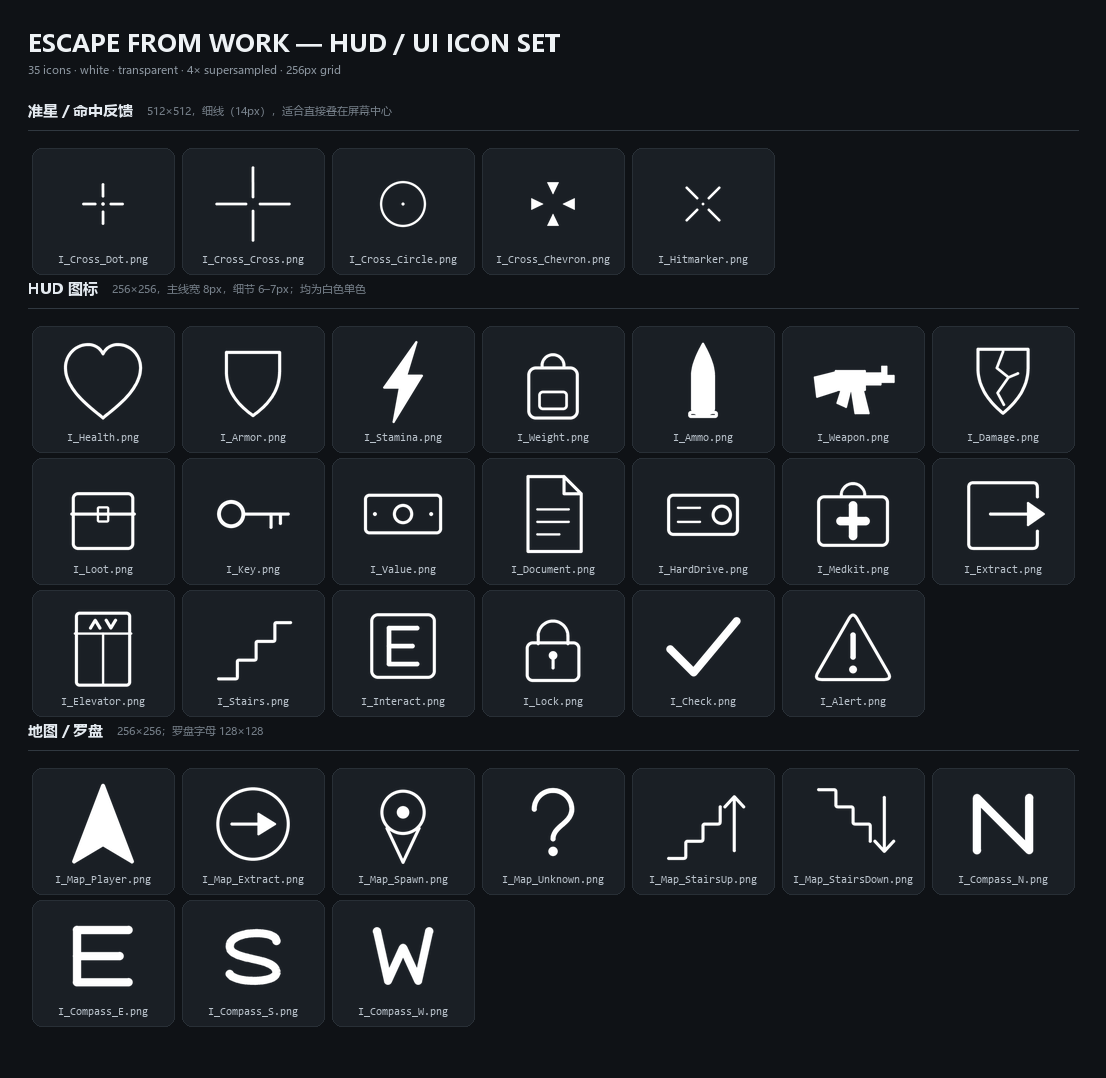 ESCAPE FROM WORK — HUD / UI ICON SET
35 icons · white · transparent · 4× supersampled · 256px grid
准星 / 命中反馈 512×512，细线（14px），适合直接叠在屏幕中心
I_Cross_Dot.png I_Cross_Cross.png I_Cross_Circle.png I_Cross_Chevron.png I_Hitmarker.png
HUD 图标 256×256，主线宽 8px，细节 6–7px；均为白色单色
I_Health.png I_Armor.png I_Stamina.png I_Weight.png I_Ammo.png I_Weapon.png I_Damage.png
I_Loot.png I_Key.png I_Value.png I_Document.png I_HardDrive.png I_Medkit.png I_Extract.png
E
I_Elevator.png I_Stairs.png I_Interact.png I_Lock.png I_Check.png I_Alert.png
地图 / 罗盘 256×256；罗盘字母 128×128
N
I_Map_Player.png I_Map_Extract.png I_Map_Spawn.png I_Map_Unknown.png I_Map_StairsUp.png I_Map_StairsDown.png I_Compass_N.png
E S W
I_Compass_E.png I_Compass_S.png I_Compass_W.png